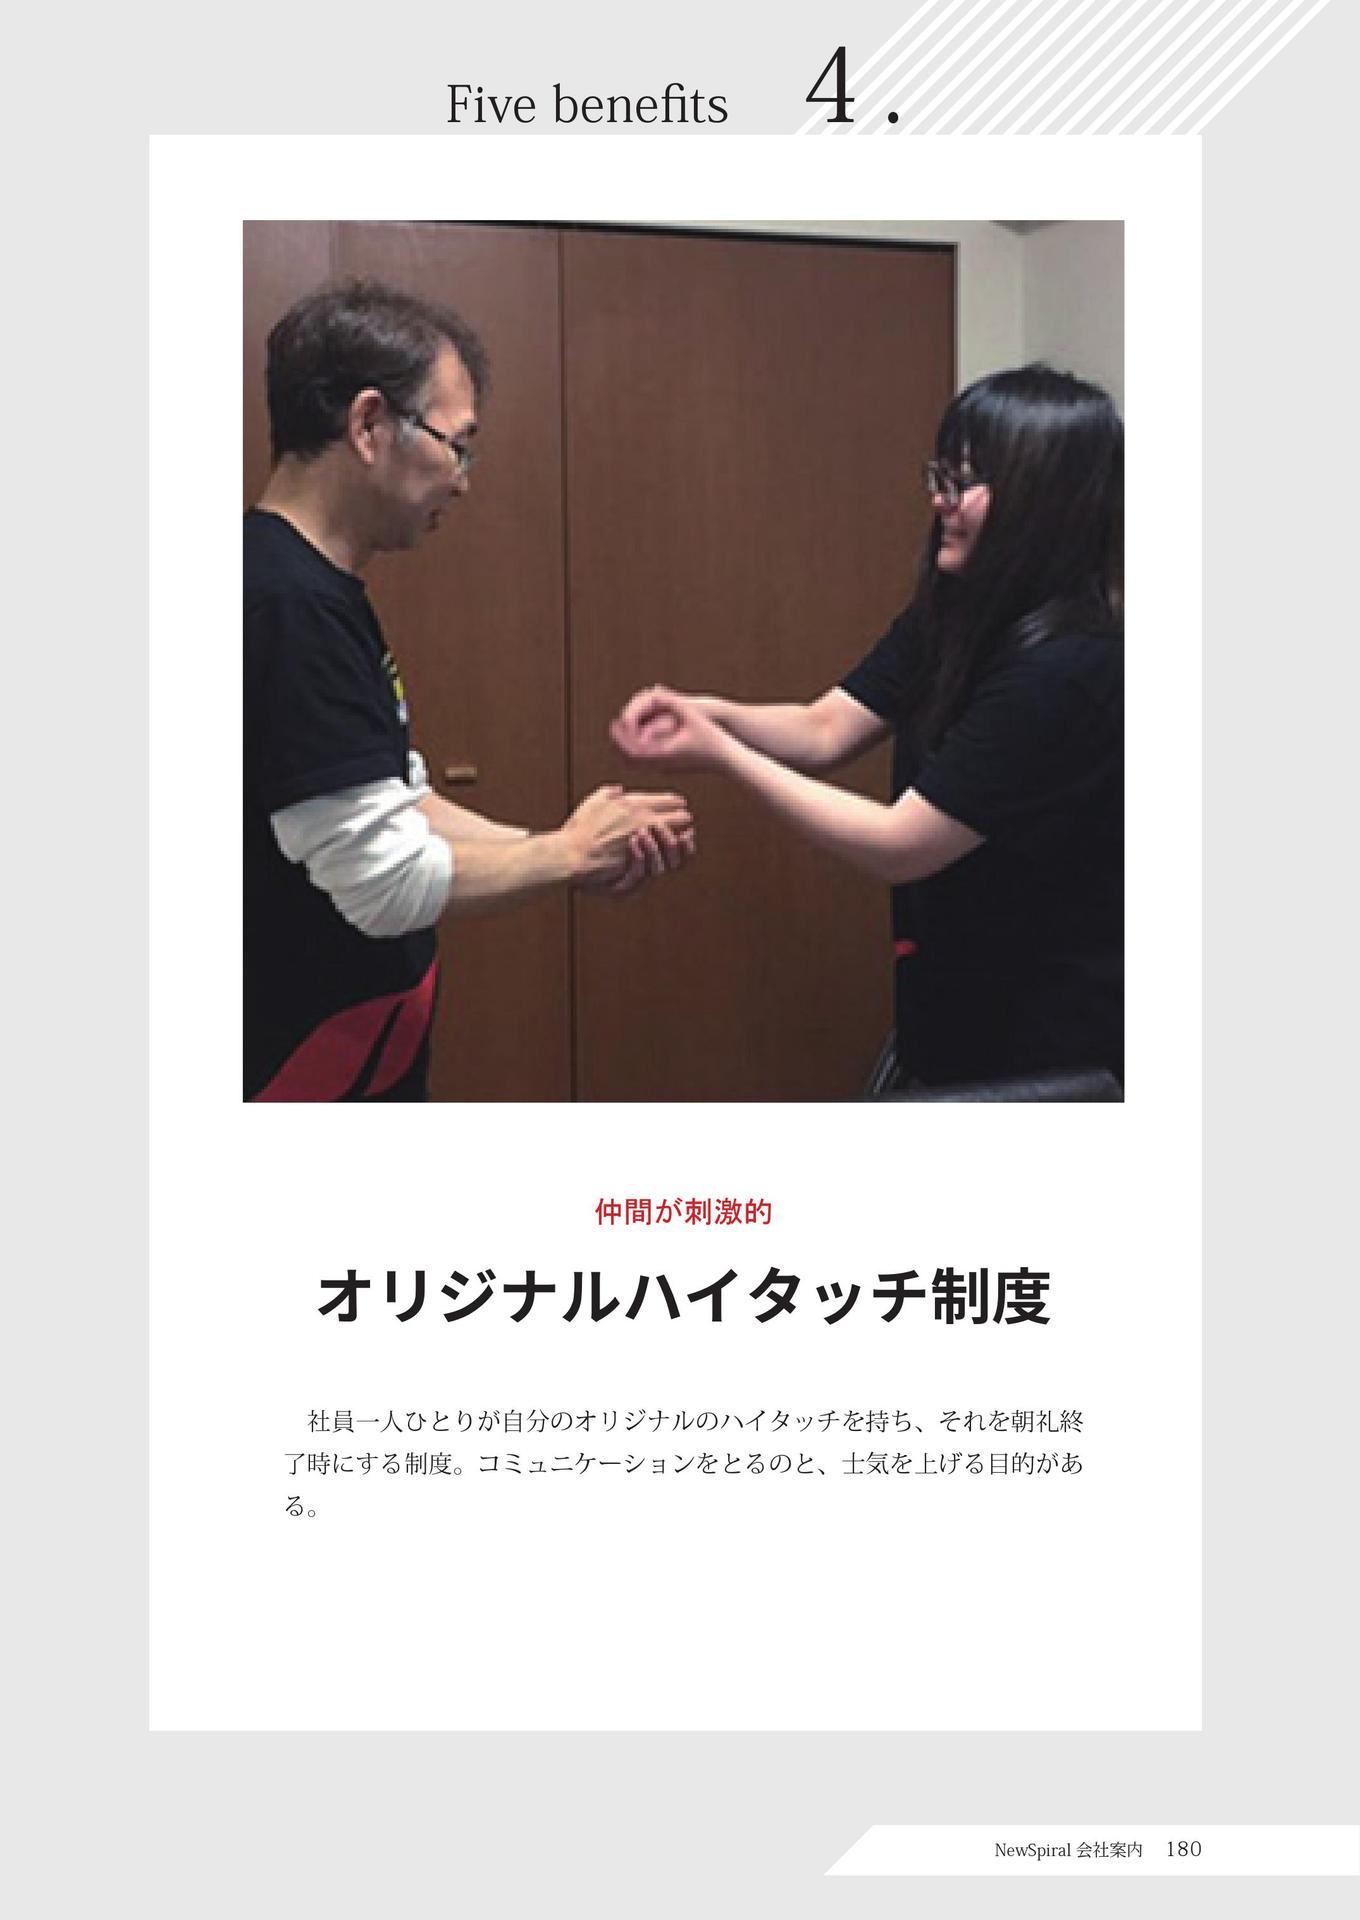 Five benefits 4 .
仲間が刺激的
オリジナルハイタッチ制度
　社員一人ひとりが自分のオリジナルのハイタッチを持ち、それを朝礼終
了時にする制度。コミュニケーションをとるのと、士気を上げる目的があ
る。
NewSpiral 会社案内 180